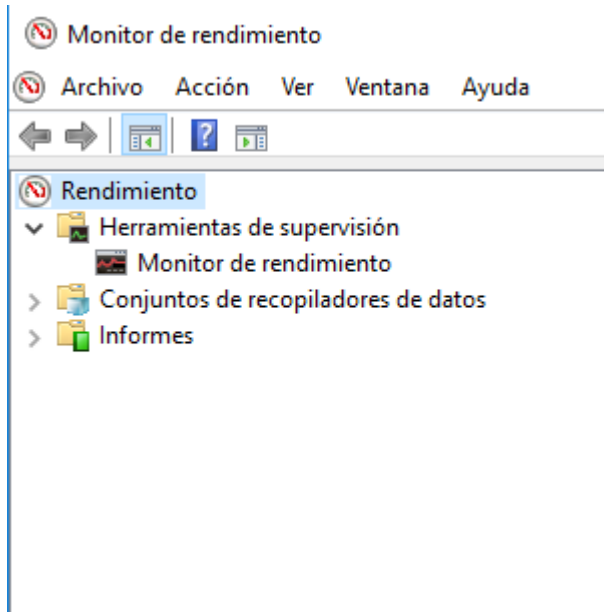 Monitor de rendimiento
Archivo Acción Ver Ventana Ayuda
Rendimiento
Herramientas de supervisión
Monitor de rendimiento
Conjuntos de recopiladores de datos
Informes